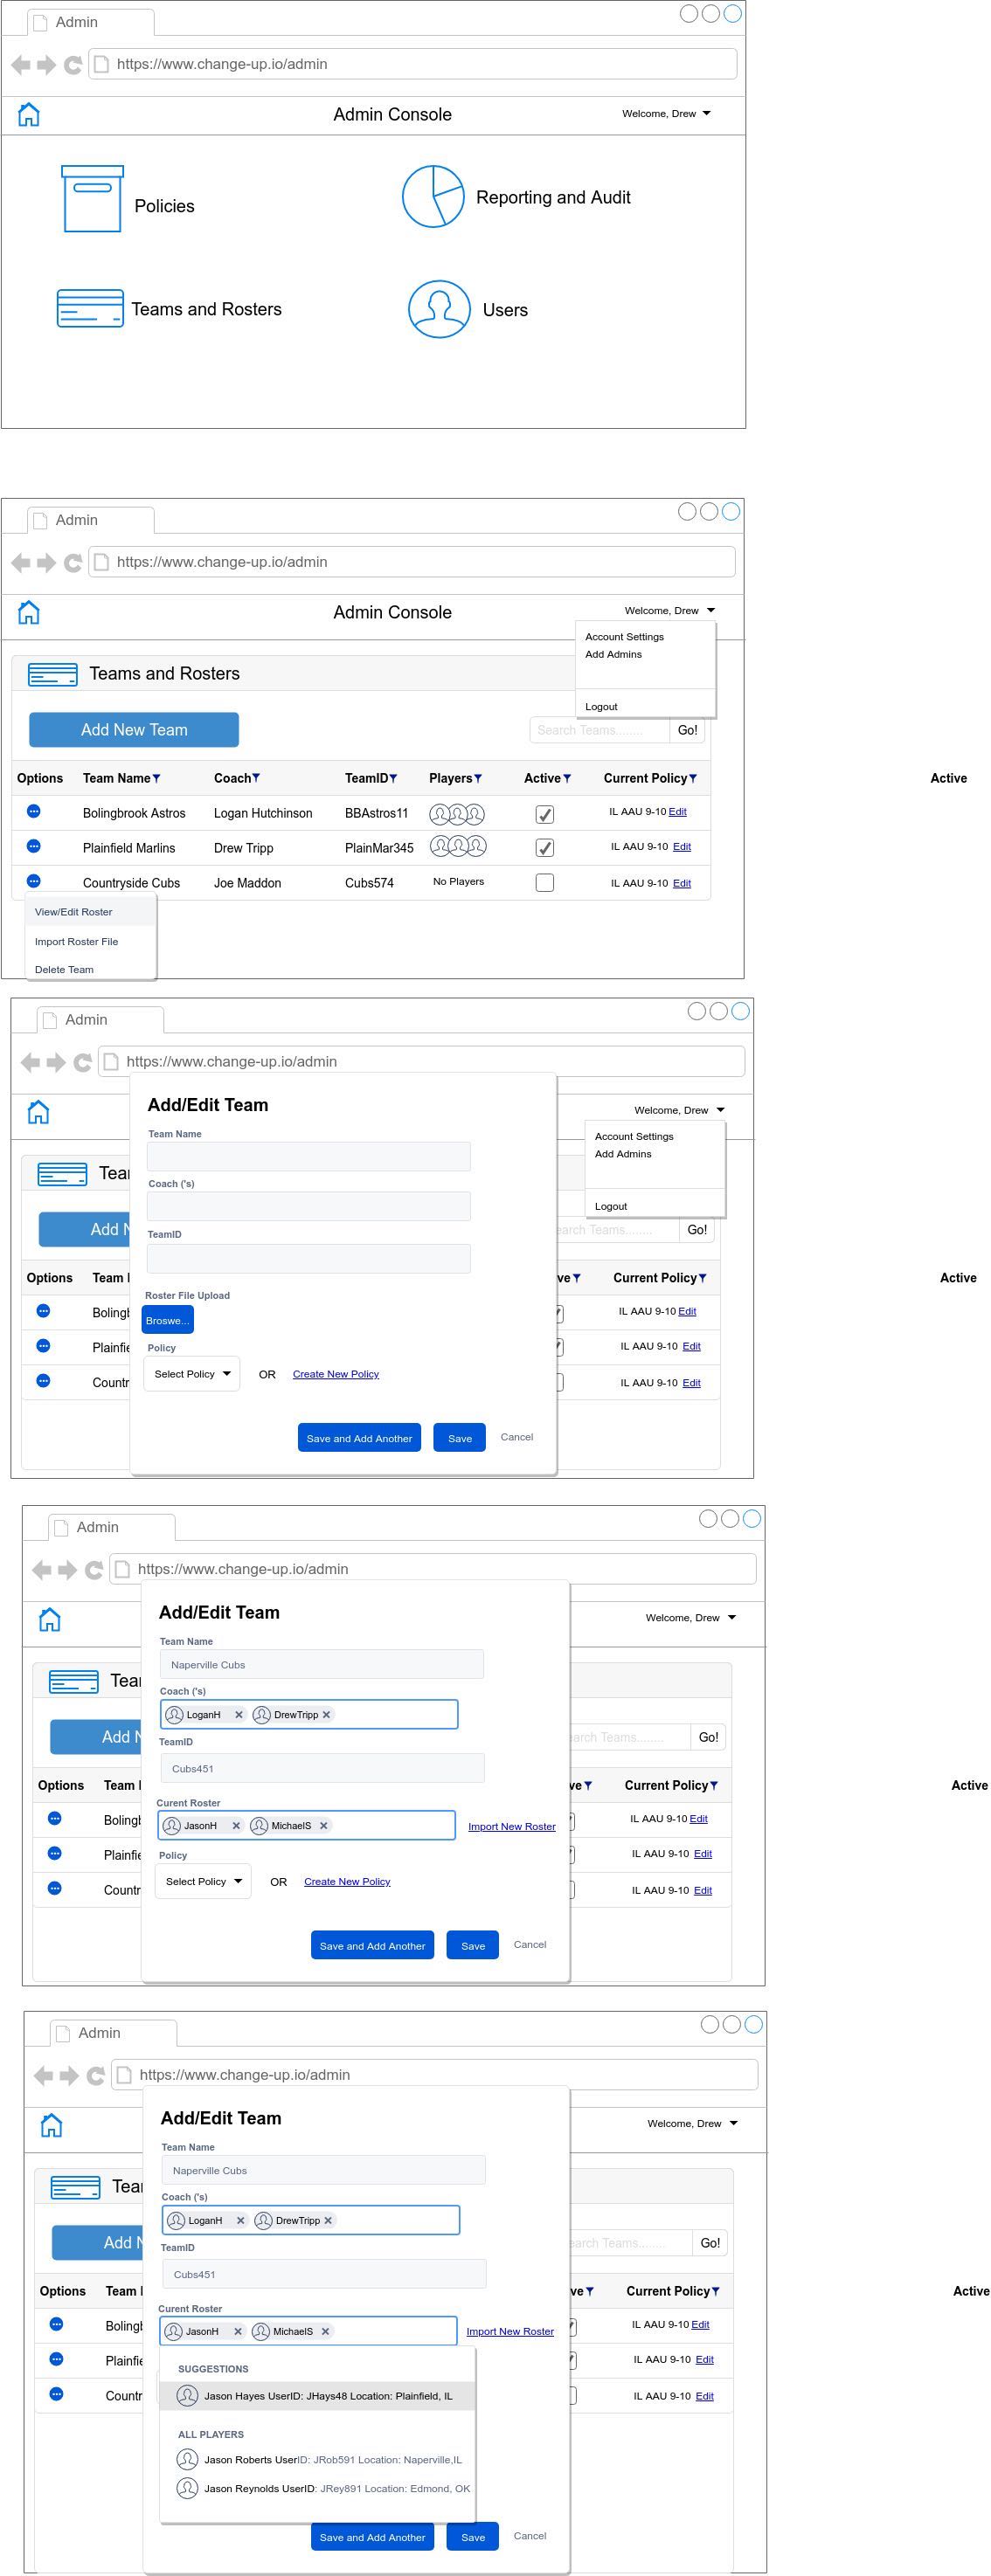 Admin
https://www.change-up.io/admin
Admin Console
Welcome, Drew
Policies
Reporting and Audit
Teams and Rosters
Users
Admin
https://www.change-up.io/admin
Admin Console
Welcome, Drew
Account Settings
Add Admins
Logout
Teams and Rosters
Add New Team
Search Teams........
Go!
Options Team Name Coach TeamID Players Active Current Policy Active
Bolingbrook Astros Logan Hutchinson BBAstros11 IL AAU 9-10 Edit
Plainfield Marlins Drew Tripp PlainMar345 IL AAU 9-10 Edit
Countryside Cubs Joe Maddon Cubs574 No Players IL AAU 9-10 Edit
View/Edit Roster
Import Roster File
Delete Team
Admin
https://www.change-up.io/admin
Welcome, Drew
Account Settings
Add Admins
Logout
Add/Edit Team
Team Name
Coach ('s)
TeamID
Roster File Upload
Broswe...
Policy
Select Policy OR Create New Policy
Save and Add Another Save Cancel
Tea
Add N
earch Teams........ Go!
Options Team ve Current Policy Active
Bolingb IL AAU 9-10 Edit
Plainfie IL AAU 9-10 Edit
Countr IL AAU 9-10 Edit
Admin
https://www.change-up.io/admin
Welcome, Drew
Add/Edit Team
Team Name
Naperville Cubs
Coach ('s)
LoganH DrewTripp
TeamID
Cubs451
Curent Roster
JasonH MichaelS Import New Roster
Policy
Select Policy OR Create New Policy
Save and Add Another Save Cancel
Tea
Add N
earch Teams........ Go!
Options Team ve Current Policy Active
Bolingb IL AAU 9-10 Edit
Plainfie IL AAU 9-10 Edit
Countr IL AAU 9-10 Edit
Admin
https://www.change-up.io/admin
Welcome, Drew
Add/Edit Team
Team Name
Naperville Cubs
Coach ('s)
LoganH DrewTripp
TeamID
Cubs451
Curent Roster
JasonH MichaelS Import New Roster
SUGGESTIONS
Jason Hayes UserID: JHays48 Location: Plainfield, IL
ALL PLAYERS
Jason Roberts UserID: JRob591 Location: Naperville,IL
Jason Reynolds UserID: JRey891 Location: Edmond, OK
Save and Add Another Save Cancel
Tea
Add N
earch Teams........ Go!
Options Team ve Current Policy Active
Bolingb IL AAU 9-10 Edit
Plainfie IL AAU 9-10 Edit
Countr IL AAU 9-10 Edit